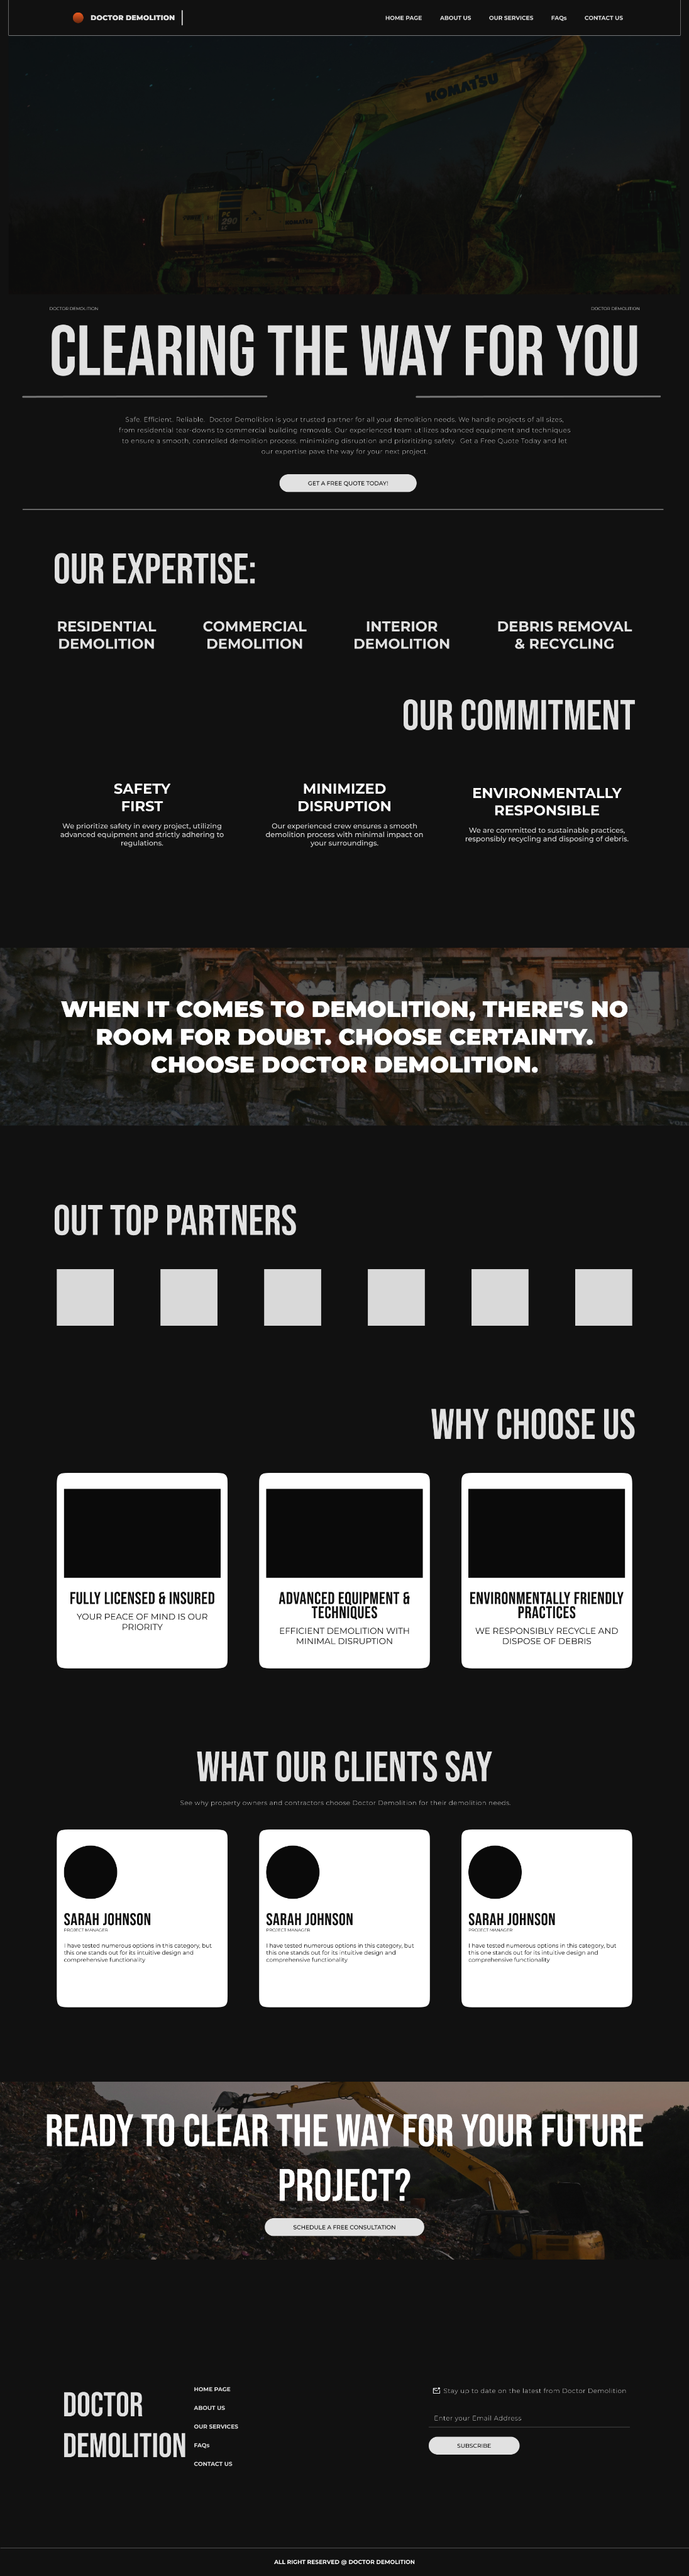 DOCTOR DEMOLITION
HOME PAGE
ABOUT US
OUR SERVICES
FAQs
CONTACT US
KOMATSU
PC
290
LC
DOCTOR DEMOLITION
DOCTOR DEMOLITION
CLEARING THE WAY FOR YOU
Safe. Efficient. Reliable. Doctor Demolition is your trusted partner for all your demolition needs. We handle projects of all sizes,
from residential tear-downs to commercial building removals. Our experienced team utilizes advanced equipment and techniques
to ensure a smooth, controlled demolition process, minimizing disruption and prioritizing safety. Get a Free Quote Today and let
our expertise pave the way for your next project.
GET A FREE QUOTE TODAY!
OUR EXPERTISE:
RESIDENTIAL
DEMOLITION
COMMERCIAL
DEMOLITION
INTERIOR
DEMOLITION
DEBRIS REMOVAL
& RECYCLING
OUR COMMITMENT
SAFETY
FIRST
We prioritize safety in every project, utilizing
advanced equipment and strictly adhering to
regulations.
MINIMIZED
DISRUPTION
Our experienced crew ensures a smooth
demolition process with minimal impact on
your surroundings.
ENVIRONMENTALLY
RESPONSIBLE
We are committed to sustainable practices,
responsibly recycling and disposing of debris.
WHEN IT COMES TO DEMOLITION, THERE'S NO
ROOM FOR DOUBT. CHOOSE CERTAINTY.
CHOOSE DOCTOR DEMOLITION.
OUT TOP PARTNERS
WHY CHOOSE US
FULLY LICENSED & INSURED
YOUR PEACE OF MIND IS OUR
PRIORITY
ADVANCED EQUIPMENT &
TECHNIQUES
EFFICIENT DEMOLITION WITH
MINIMAL DISRUPTION
ENVIRONMENTALLY FRIENDLY
PRACTICES
WE RESPONSIBLY RECYCLE AND
DISPOSE OF DEBRIS
WHAT OUR CLIENTS SAY
See why property owners and contractors choose Doctor Demolition for their demolition needs.
SARAH JOHNSON
PROJECT MANAGER
I have tested numerous options in this category, but
this one stands out for its intuitive design and
comprehensive functionality
SARAH JOHNSON
PROJECT MANAGER
I have tested numerous options in this category, but
this one stands out for its intuitive design and
comprehensive functionality
SARAH JOHNSON
PROJECT MANAGER
I have tested numerous options in this category, but
this one stands out for its intuitive design and
comprehensive functionality
READY TO CLEAR THE WAY FOR YOUR FUTURE
PROJECT?
SCHEDULE A FREE CONSULTATION
DOCTOR
DEMOLITION
HOME PAGE
ABOUT US
OUR SERVICES
FAQs
CONTACT US
Stay up to date on the latest from Doctor Demolition
Enter your Email Address
SUBSCRIBE
ALL RIGHT RESERVED @ DOCTOR DEMOLITION